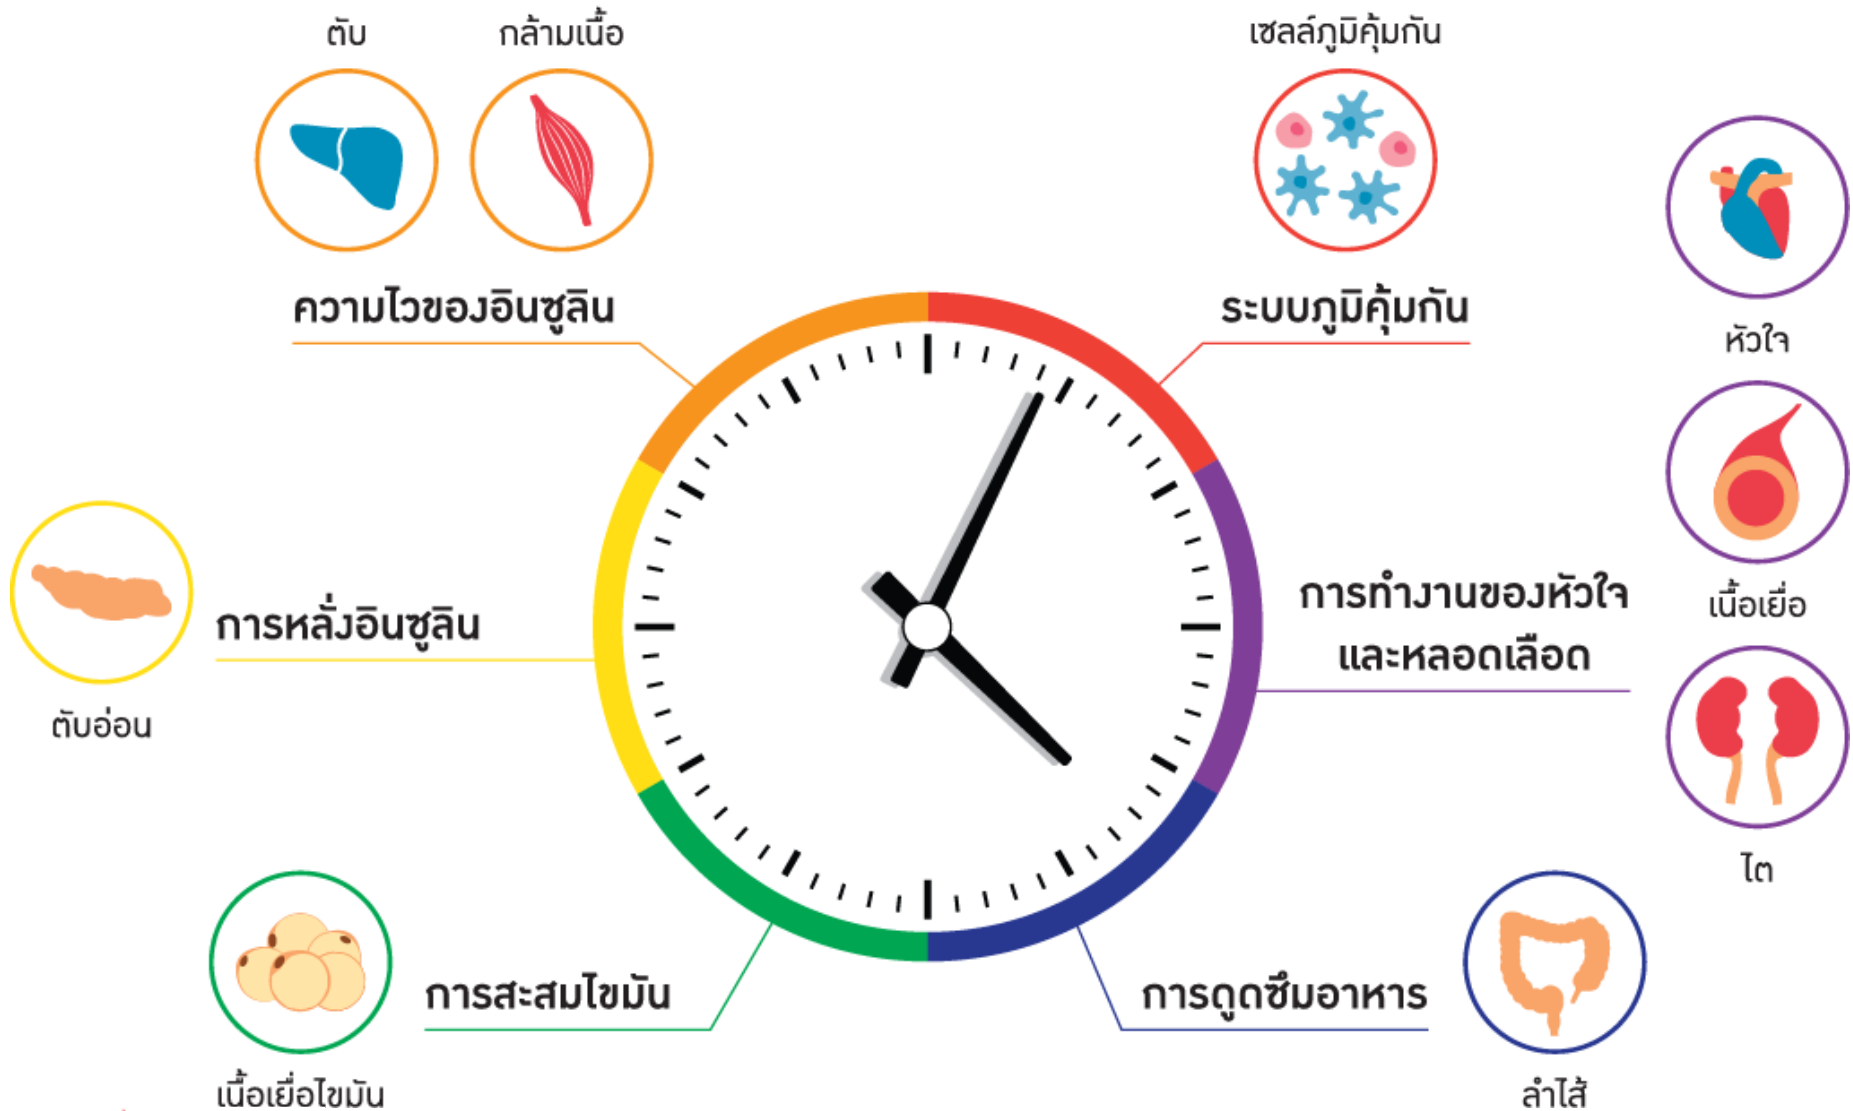 ตับ
กล้ามเนื้อ
เซลล์ภูมิคุ้มกัน
ความไวของอินซูลิน
ระบบภูมิคุ้มกัน
หัวใจ
การทำงานของหัวใจ
และหลอดเลือด
เนื้อเยื่อ
การหลั่งอินซูลิน
ตับอ่อน
ไต
การสะสมไขมัน
การดูดซึมอาหาร
เนื้อเยื่อไขมัน
ลำไส้